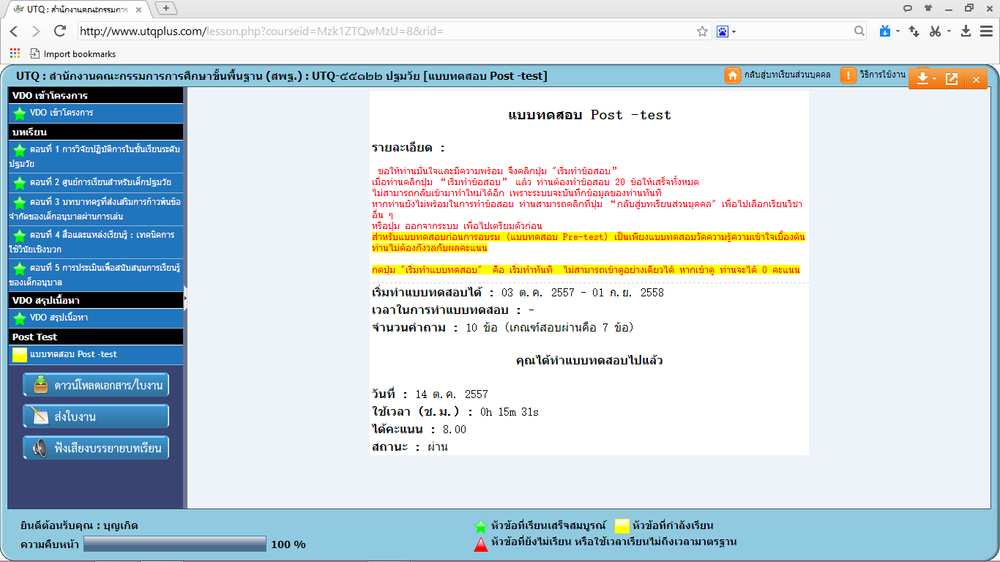 UTQ : สำนักงานคณะกรรมการ
http://www.utqplus.com/lesson.php?courseid=Mzk1ZTQwMzU=8&rid=
Import bookmarks
UTQ : สำนักงานคณะกรรมการการศึกษาขั้นพื้นฐาน (สพฐ.) : UTQ-๕๕๑๒๒ ปฐมวัย [แบบทดสอบ Post -test]
กลับสู่บทเรียนส่วนบุคคล
วิธีการใช้งาน
VDO เข้าโครงการ
VDO เข้าโครงการ
บทเรียน
ตอนที่ 1 การวิจัยปฏิบัติการในชั้นเรียนระดับ
ปฐมวัย
ตอนที่ 2 ศูนย์การเรียนสำหรับเด็กปฐมวัย
ตอนที่ 3 บทบาทครูที่ส่งเสริมการก้าวพ้นข้อ
จำกัดของเด็กอนุบาลผ่านการเล่น
ตอนที่ 4 สื่อและแหล่งเรียนรู้ : เทคนิคการ
ใช้วินัยเชิงบวก
ตอนที่ 5 การประเมินเพื่อสนับสนุนการเรียนรู้
ของเด็กอนุบาล
VDO สรุปเนื้อหา
VDO สรุปเนื้อหา
Post Test
แบบทดสอบ Post -test
ดาวน์โหลดเอกสาร/ใบงาน
ส่งใบงาน
ฟังเสียงบรรยายบทเรียน
แบบทดสอบ Post -test
รายละเอียด :
ขอให้ท่านมั่นใจและมีความพร้อม จึงคลิกปุ่ม "เริ่มทำข้อสอบ”
เมื่อท่านคลิกปุ่ม “เริ่มทำข้อสอบ” แล้ว ท่านต้องทำข้อสอบ 20 ข้อให้เสร็จทั้งหมด
ไม่สามารถกลับเข้ามาทำใหม่ได้อีก เพราะระบบจะบันทึกข้อมูลของท่านทันที
หากท่านยังไม่พร้อมในการทำข้อสอบ ท่านสามารถคลิกที่ปุ่ม “กลับสู่บทเรียนส่วนบุคคล" เพื่อไปเลือกเรียนวิชา
อื่น ๆ
หรือปุ่ม ออกจากระบบ เพื่อไปเตรียมตัวก่อน
สำหรับแบบทดสอบก่อนการอบรม (แบบทดสอบ Pre-test) เป็นเพียงแบบทดสอบวัดความรู้ความเข้าใจเบื้องต้น
ท่านไม่ต้องกังวลกับผลคะแนน
กดปุ่ม "เริ่มทำแบบทดสอบ" คือ เริ่มทำทันที ไม่สามารถเข้าดูอย่างเดียวได้ หากเข้าดู ท่านจะได้ 0 คะแนน
เริ่มทำแบบทดสอบได้ : 03 ต.ค. 2557 - 01 ก.ย. 2558
เวลาในการทำแบบทดสอบ : -
จำนวนคำถาม : 10 ข้อ (เกณฑ์สอบผ่านคือ 7 ข้อ)
คุณได้ทำแบบทดสอบไปแล้ว
วันที่ : 14 ต.ค. 2557
ใช้เวลา (ช.ม.) : 0h 15m 31s
ได้คะแนน : 8.00
สถานะ : ผ่าน
ยินดีต้อนรับคุณ : บุญเกิด
ความคืบหน้า 100 %
หัวข้อที่เรียนเสร็จสมบูรณ์
หัวข้อที่กำลังเรียน
หัวข้อที่ยังไม่เรียน หรือใช้เวลาเรียนไม่ถึงเวลามาตรฐาน